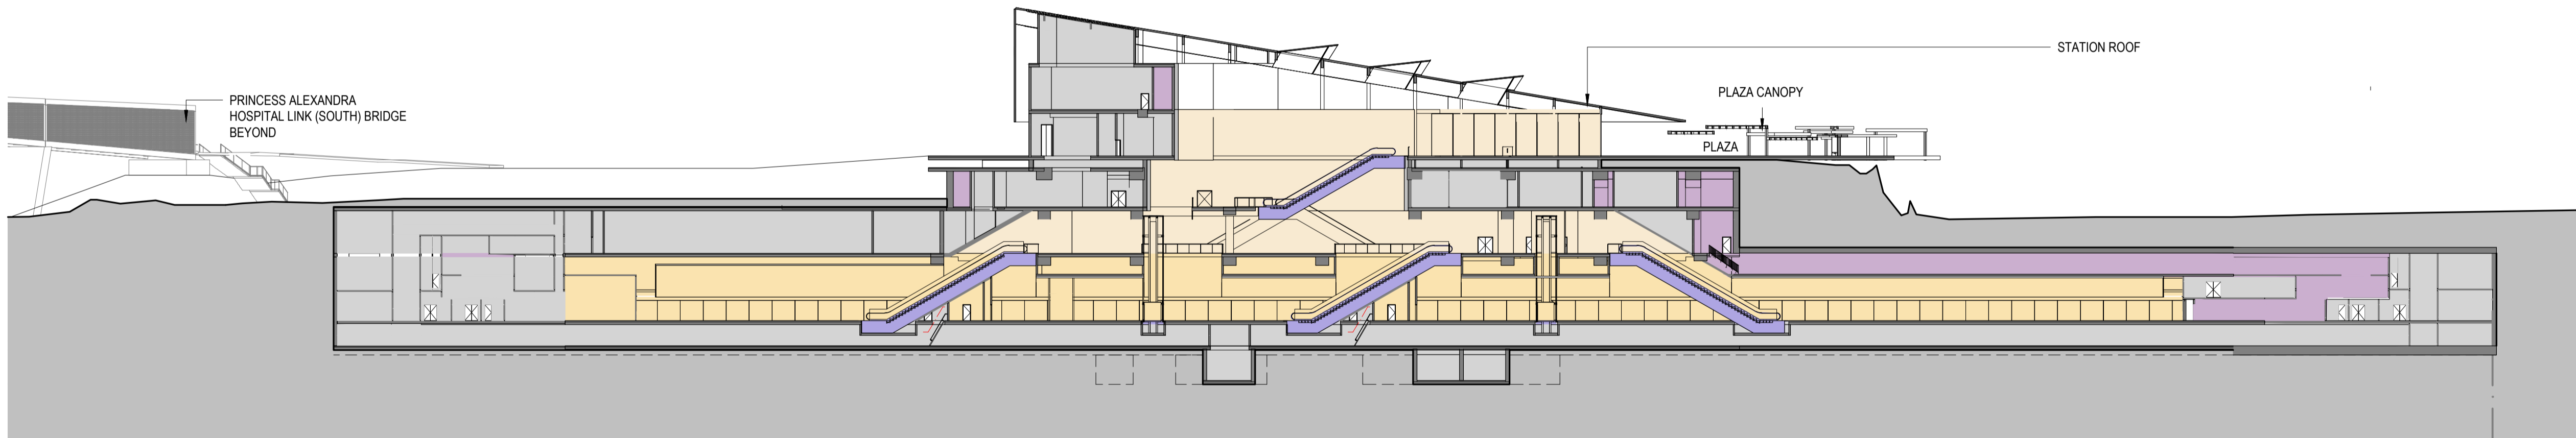 STATION ROOF
PLAZA CANOPY
PRINCESS ALEXANDRA
HOSPITAL LINK (SOUTH) BRIDGE
BEYOND
PLAZA